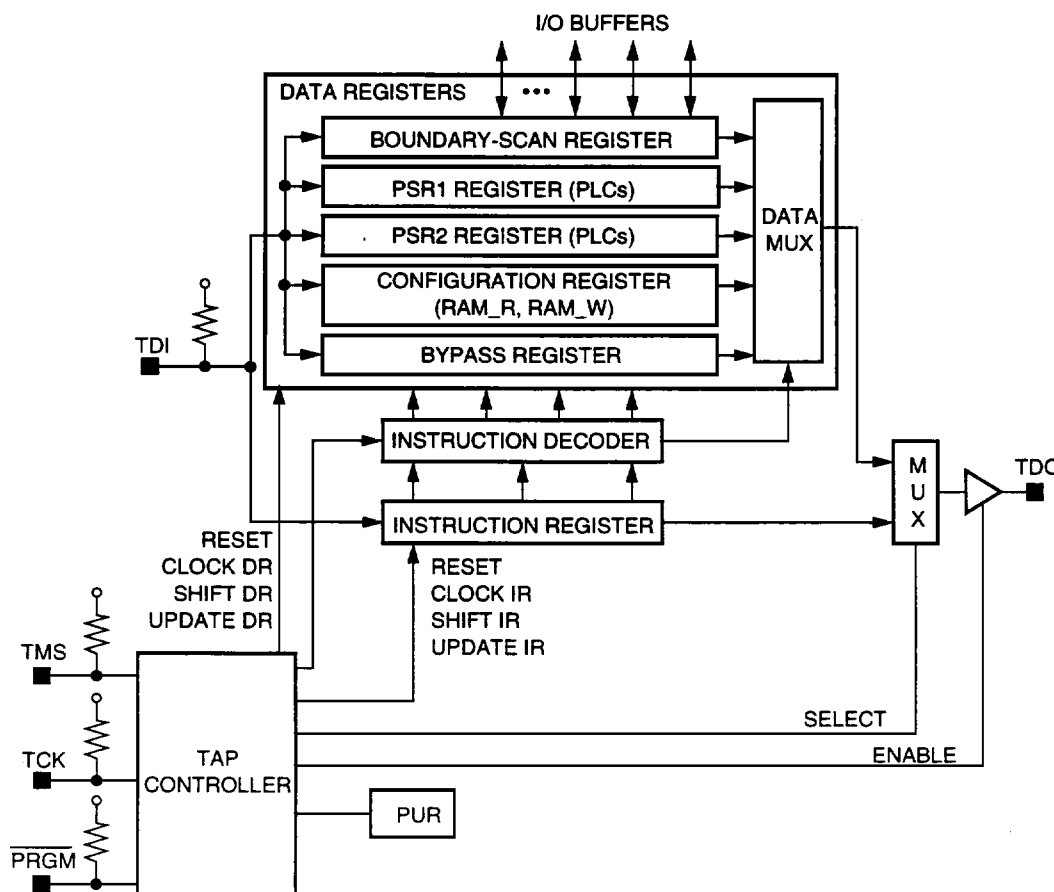 I/O BUFFERS
DATA REGISTERS
•••
BOUNDARY-SCAN REGISTER
PSR1 REGISTER (PLCs)
PSR2 REGISTER (PLCs)
CONFIGURATION REGISTER
(RAM_R, RAM_W)
BYPASS REGISTER
DATA
MUX
TDI
INSTRUCTION DECODER
INSTRUCTION REGISTER
M
U
X
TDO
RESET
CLOCK DR
SHIFT DR
UPDATE DR
RESET
CLOCK IR
SHIFT IR
UPDATE IR
TMS
TCK
PRGM
TAP
CONTROLLER
SELECT
ENABLE
PUR